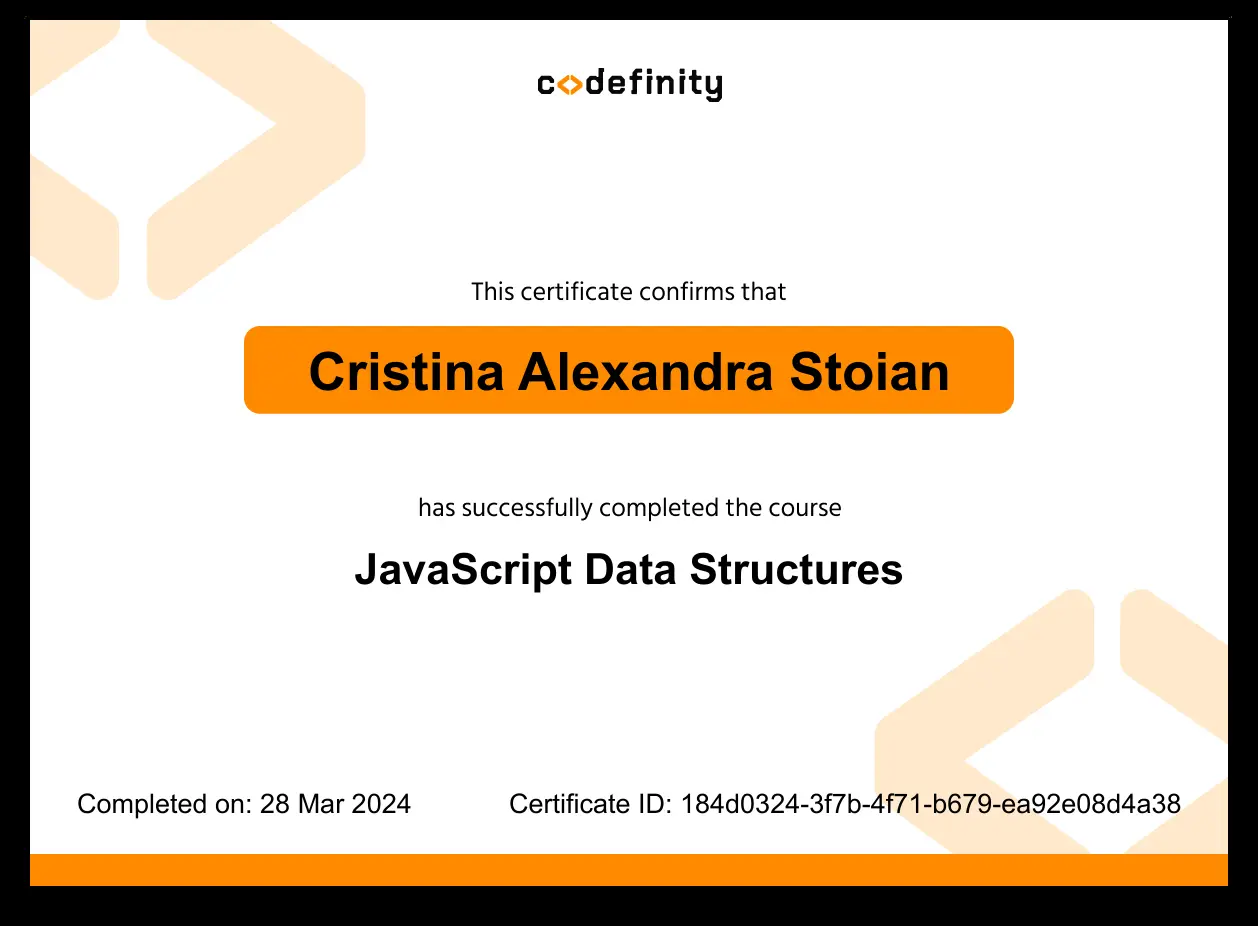 codefinity
This certificate confirms that
Cristina Alexandra Stoian
has successfully completed the course
JavaScript Data Structures
Completed on: 28 Mar 2024
Certificate ID: 184d0324-3f7b-4f71-b679-ea92e08d4a38